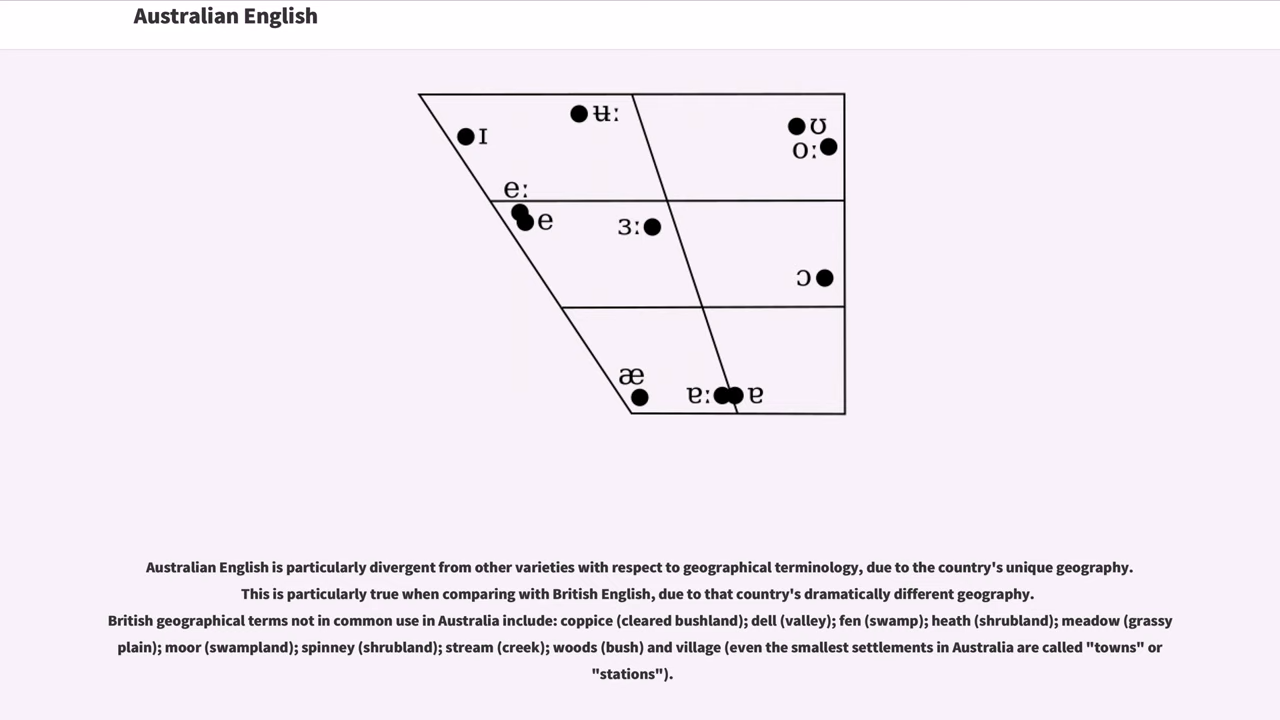 Australian English
ʉː
ʊ
ɪ
oː
eː
e
ɜː
ɔ
æ
ɐː
ɐ
Australian English is particularly divergent from other varieties with respect to geographical terminology, due to the country's unique geography.
This is particularly true when comparing with British English, due to that country's dramatically different geography.
British geographical terms not in common use in Australia include: coppice (cleared bushland); dell (valley); fen (swamp); heath (shrubland); meadow (grassy
plain); moor (swampland); spinney (shrubland); stream (creek); woods (bush) and village (even the smallest settlements in Australia are called "towns" or
"stations").